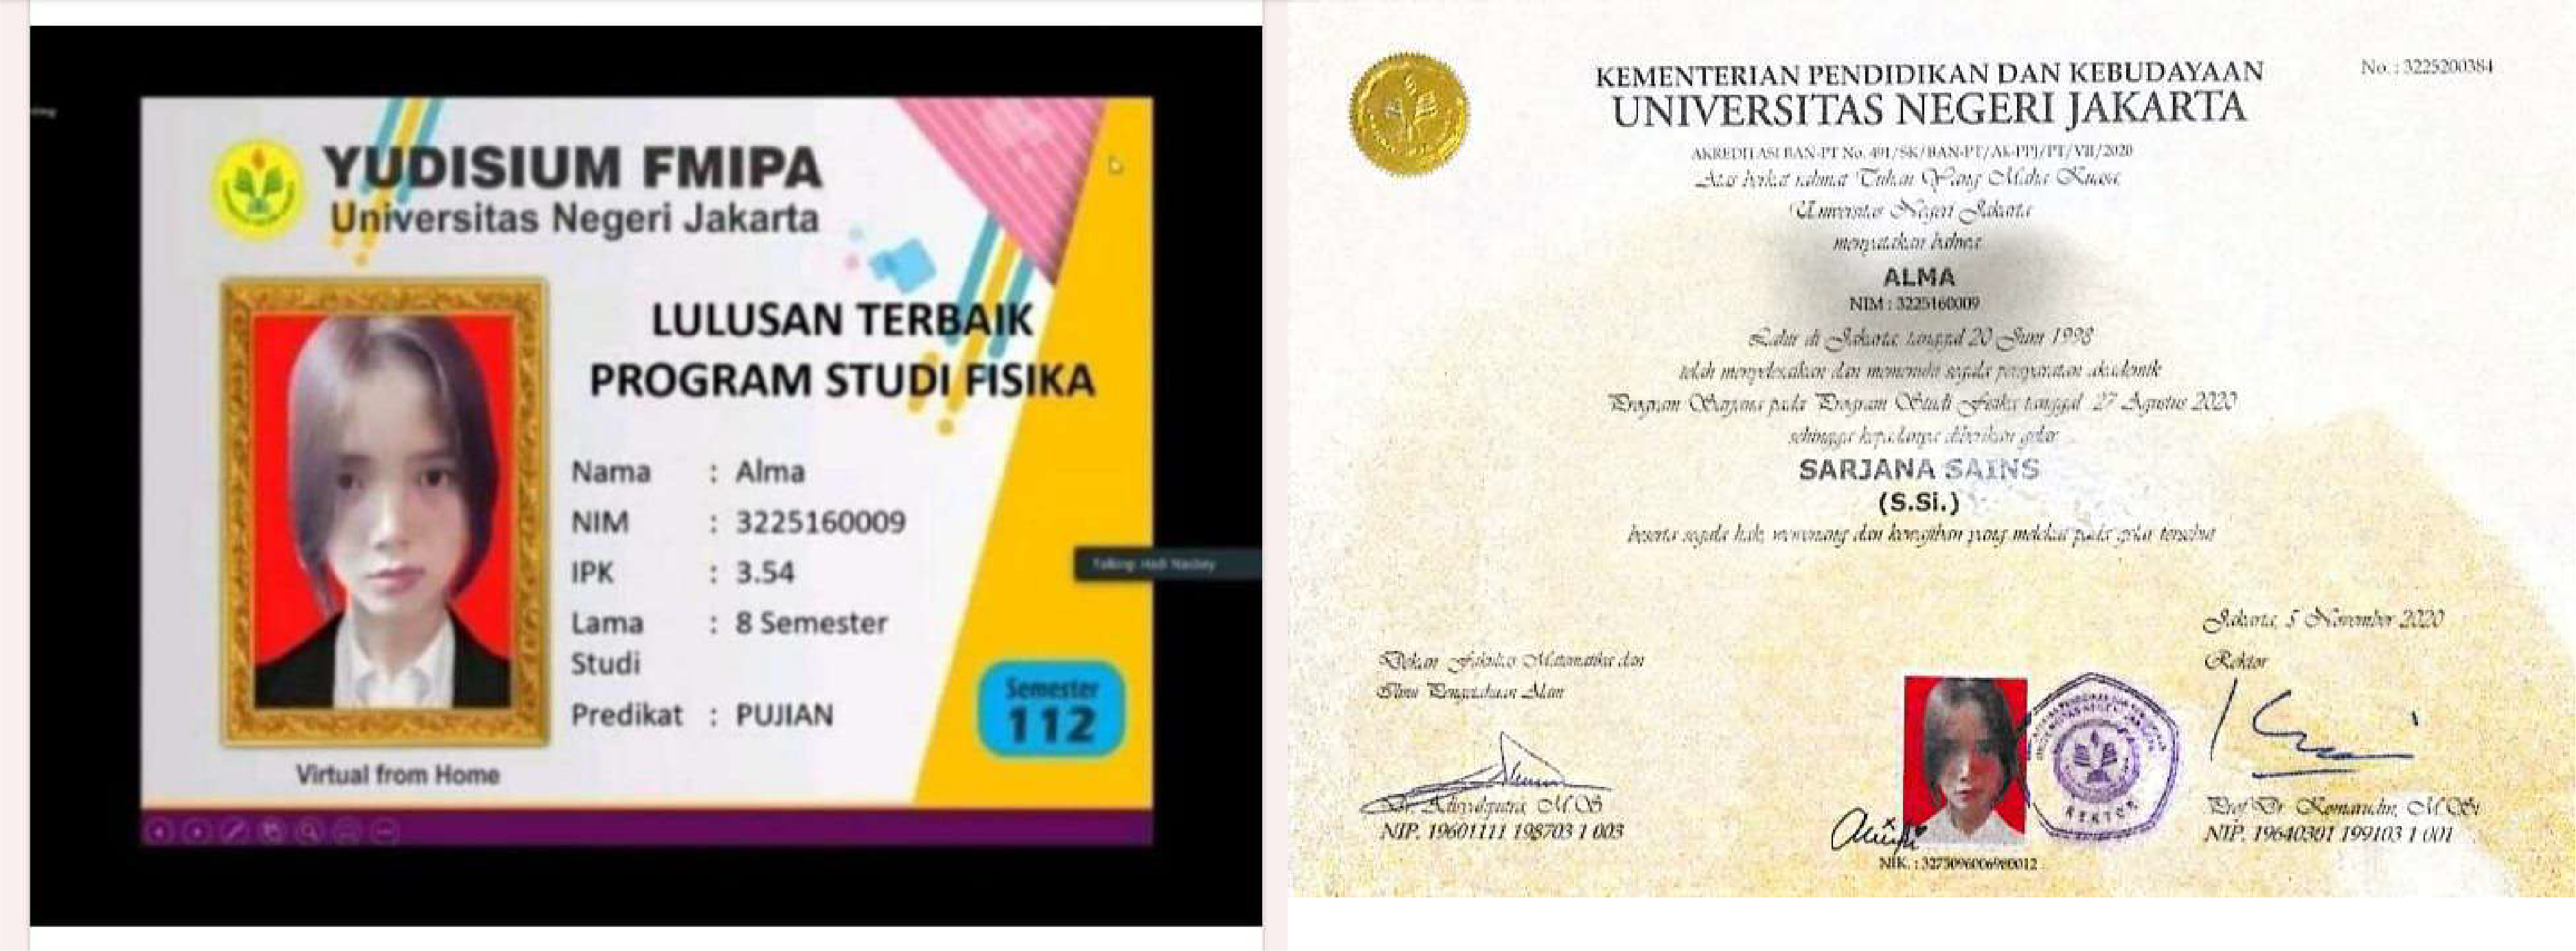 YUDISIUM FMIPA
Universitas Negeri Jakarta
LULUSAN TERBAIK
PROGRAM STUDI FISIKA
Nama : Alma
NIM : 3225160009
IPK : 3.54
Lama Studi : 8 Semester
Predikat : PUJIAN
Semester
112
Virtual from Home
KEMENTERIAN PENDIDIKAN DAN KEBUDAYAAN
No. : 3225200384
UNIVERSITAS NEGERI JAKARTA
AKREDITASI BAN-PT No. 491/SK/BAN-PT/Ak-PPJ/PT/VII/2020
Atas berkat rahmat Tuhan Yang Maha Kuasa,
Universitas Negeri Jakarta
menyatakan bahwa
ALMA
NIM : 3225160009
Lahir di Jakarta, tanggal 20 Juni 1998
telah menyelesaikan dan memenuhi segala persyaratan akademik
Program Sarjana pada Program Studi Fisika tanggal 27 Agustus 2020
sehingga kepadanya diberikan gelar
SARJANA SAINS
(S.Si.)
beserta segala hak, wewenang dan kewajiban yang melekat pada gelar tersebut
Jakarta, 5 November 2020
Dekan Fakultas Matematika dan
Ilmu Pengetahuan Alam
Rektor
REKTOR
Dr. Adisyahputra, M.S
NIP. 19601111 198703 1 003
Prof. Dr. Komarudin, M.Si
NIP. 19640301 199103 1 001
NIK. :